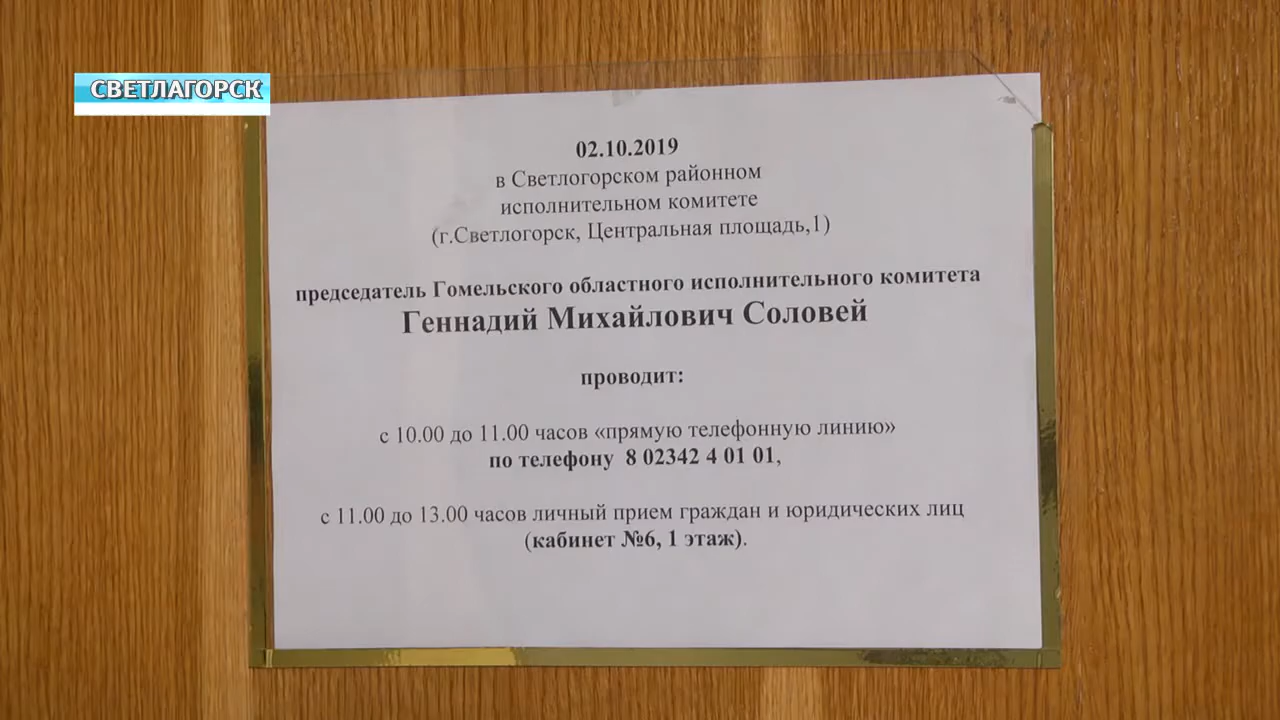 СВЕТЛАГОРСК
02.10.2019
в Светлогорском районном
исполнительном комитете
(г.Светлогорск, Центральная площадь,1)
председатель Гомельского областного исполнительного комитета
Геннадий Михайлович Соловей
проводит:
с 10.00 до 11.00 часов «прямую телефонную линию»
по телефону 8 02342 4 01 01,
с 11.00 до 13.00 часов личный прием граждан и юридических лиц
(кабинет №6, 1 этаж).